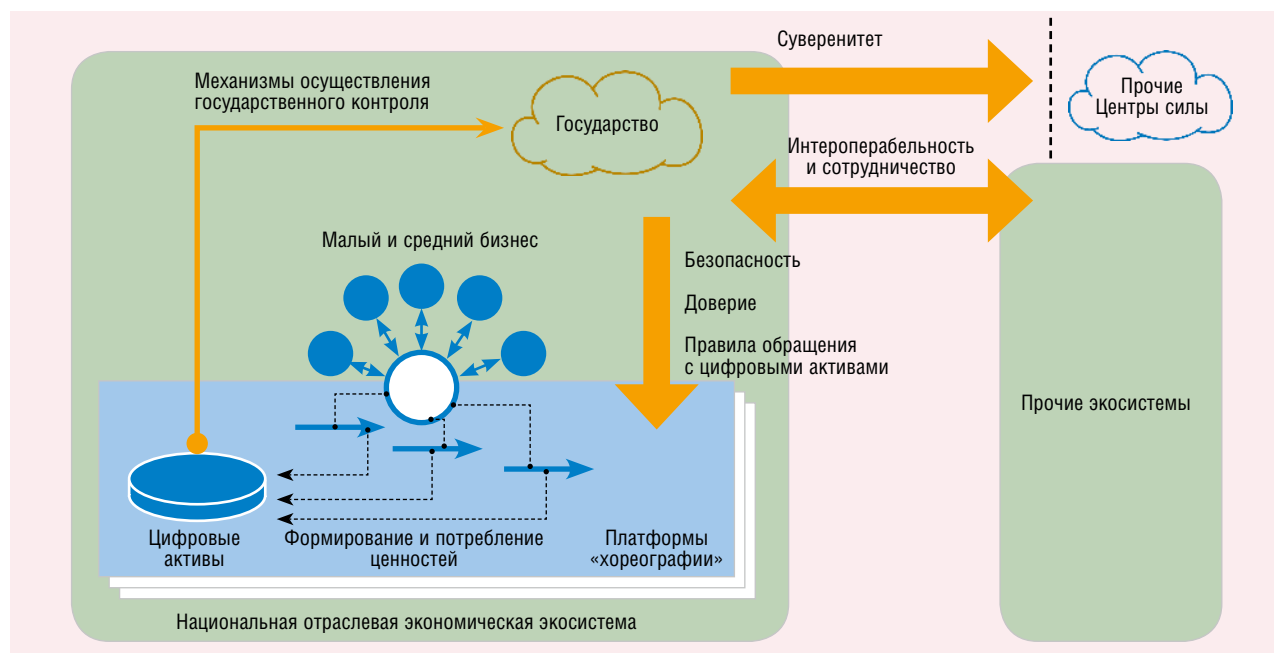 Суверенитет
Механизмы осуществления
государственного контроля
Государство
Прочие
Центры силы
Интероперабельность
и сотрудничество
Малый и средний бизнес
Безопасность
Доверие
Правила обращения
с цифровыми активами
Прочие экосистемы
Цифровые
активы
Формирование и потребление
ценностей
Платформы
«хореографии»
Национальная отраслевая экономическая экосистема